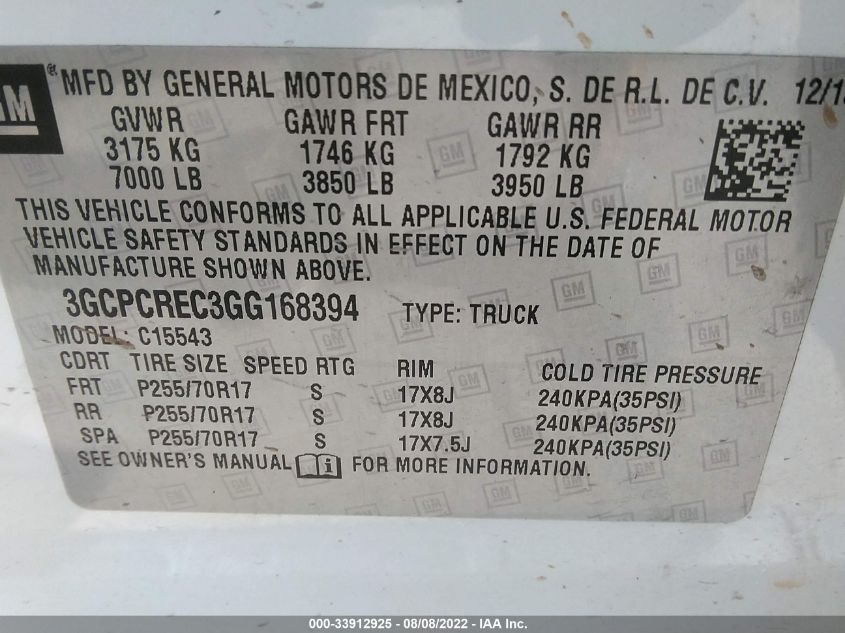 GM ® MFD BY GENERAL MOTORS DE MEXICO, S. DE R.L. DE C.V. 12/1
GVWR GAWR FRT GAWR RR
3175 KG 1746 KG 1792 KG
7000 LB 3850 LB 3950 LB
THIS VEHICLE CONFORMS TO ALL APPLICABLE U.S. FEDERAL MOTOR
VEHICLE SAFETY STANDARDS IN EFFECT ON THE DATE OF
MANUFACTURE SHOWN ABOVE.
3GCPCREC3GG168394 TYPE: TRUCK
MODEL: C15543
CDRT TIRE SIZE SPEED RTG RIM COLD TIRE PRESSURE
FRT P255/70R17 S 17X8J 240KPA(35PSI)
RR P255/70R17 S 17X8J 240KPA(35PSI)
SPA P255/70R17 S 17X7.5J 240KPA(35PSI)
SEE OWNER'S MANUAL i FOR MORE INFORMATION.
000-33912925 - 08/08/2022 - IAA Inc.